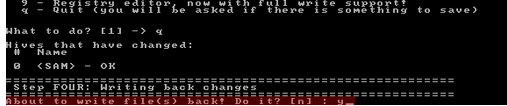 9 - Registry editor, now with full write support!
q - Quit (you will be asked if there is something to save)
What to do? [1] -> q
Hives that have changed:
# Name
0 <SAM> - OK
=========================================================
Step FOUR: Writing back changes
=========================================================
About to write file(s) back! Do it? [n] : y_